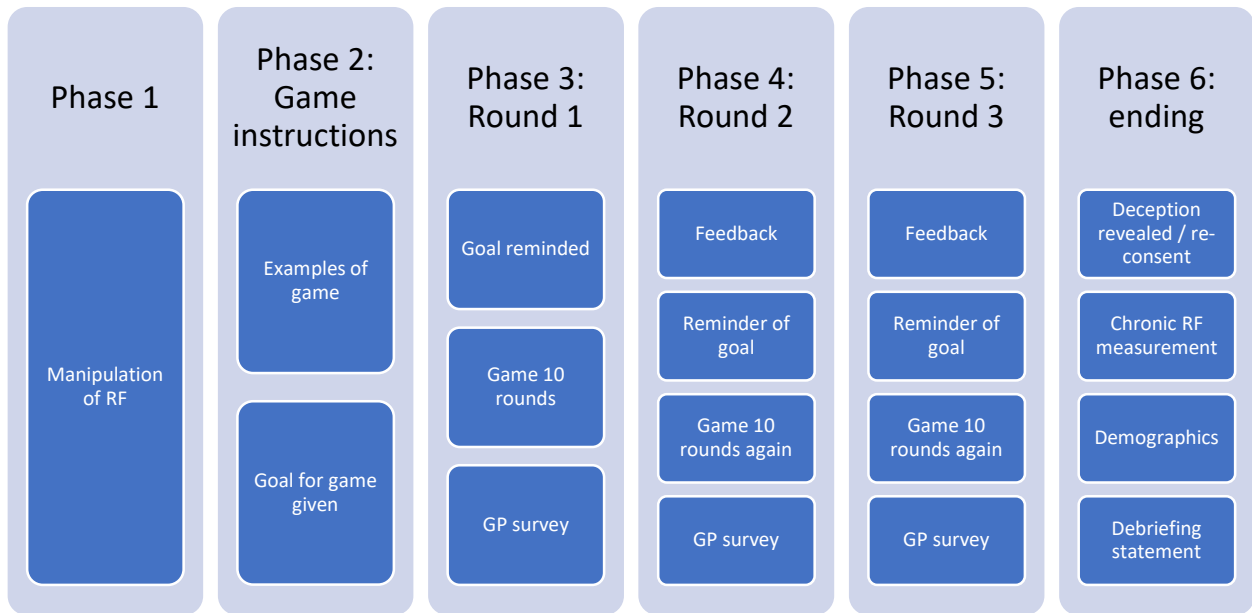 Phase 1
Manipulation
of RF
Phase 2:
Game
instructions
Examples of
game
Goal for game
given
Phase 3:
Round 1
Goal reminded
Game 10
rounds
GP survey
Phase 4:
Round 2
Feedback
Reminder of
goal
Game 10
rounds again
GP survey
Phase 5:
Round 3
Feedback
Reminder of
goal
Game 10
rounds again
GP survey
Phase 6:
ending
Deception
revealed / re-
consent
Chronic RF
measurement
Demographics
Debriefing
statement